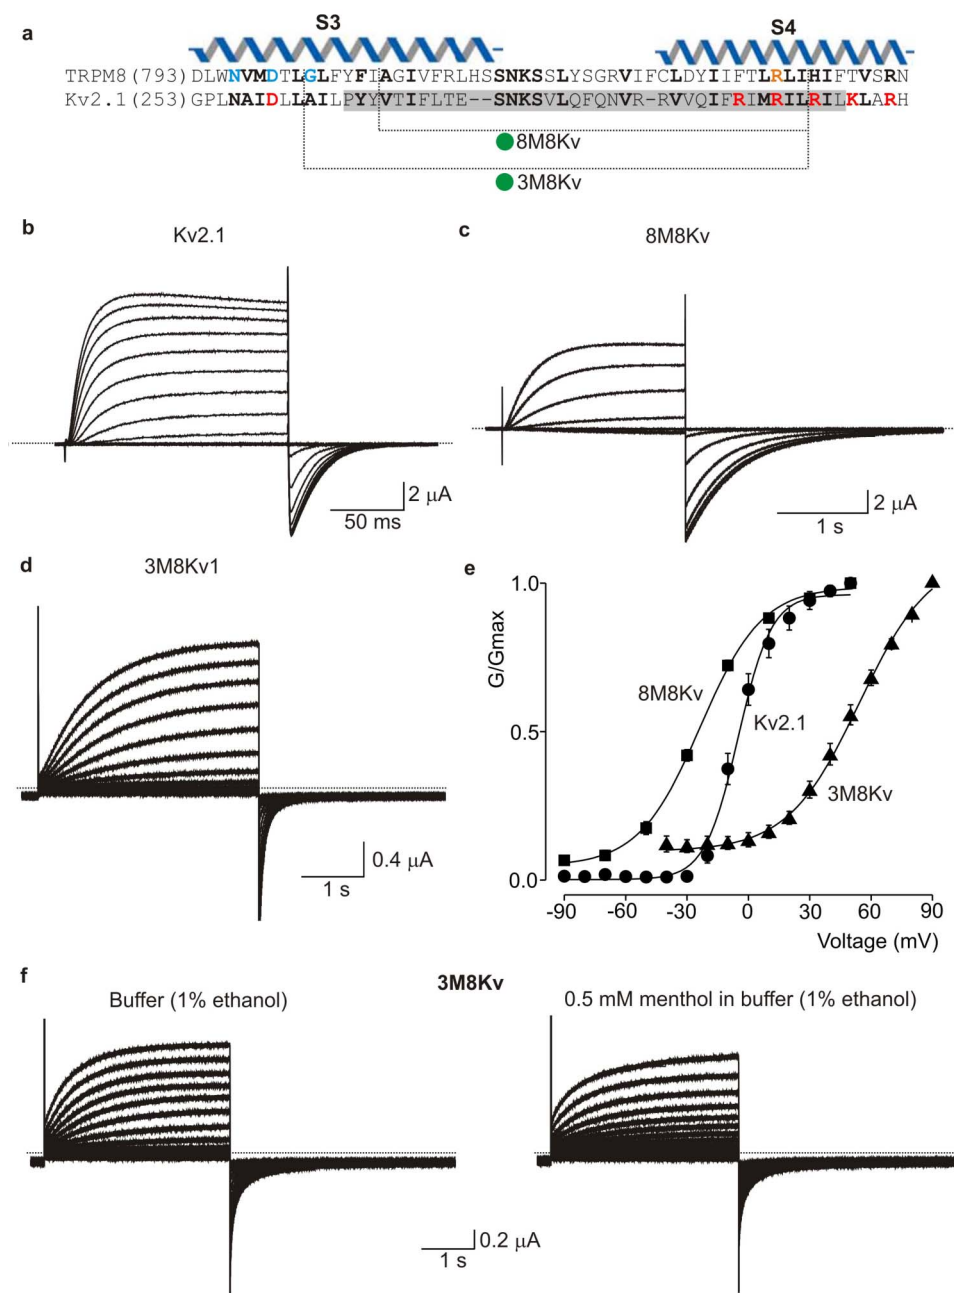 a
S3
S4
TRPM8(793) DLWNVMDTLGLFYFIAGIVFRLHSSNKSSLYSGRVIFCLDYIIFTLRLIHIFTVSRN
Kv2.1(253) GPLNAIDLLAILPYYVTIFLTE--SNKSVLQFQNVR-RVVQIFRIMRILRILKLARH
8M8Kv
3M8Kv
b
Kv2.1
c
8M8Kv
2 μA
50 ms
2 μA
1 s
d
3M8Kv1
e
1.0
0.5
0.0
G/Gmax
8M8Kv
Kv2.1
3M8Kv
-90 -60 -30 0 30 60 90
Voltage (mV)
0.4 μA
1 s
f
3M8Kv
Buffer (1% ethanol)
0.5 mM menthol in buffer (1% ethanol)
0.2 μA
1 s